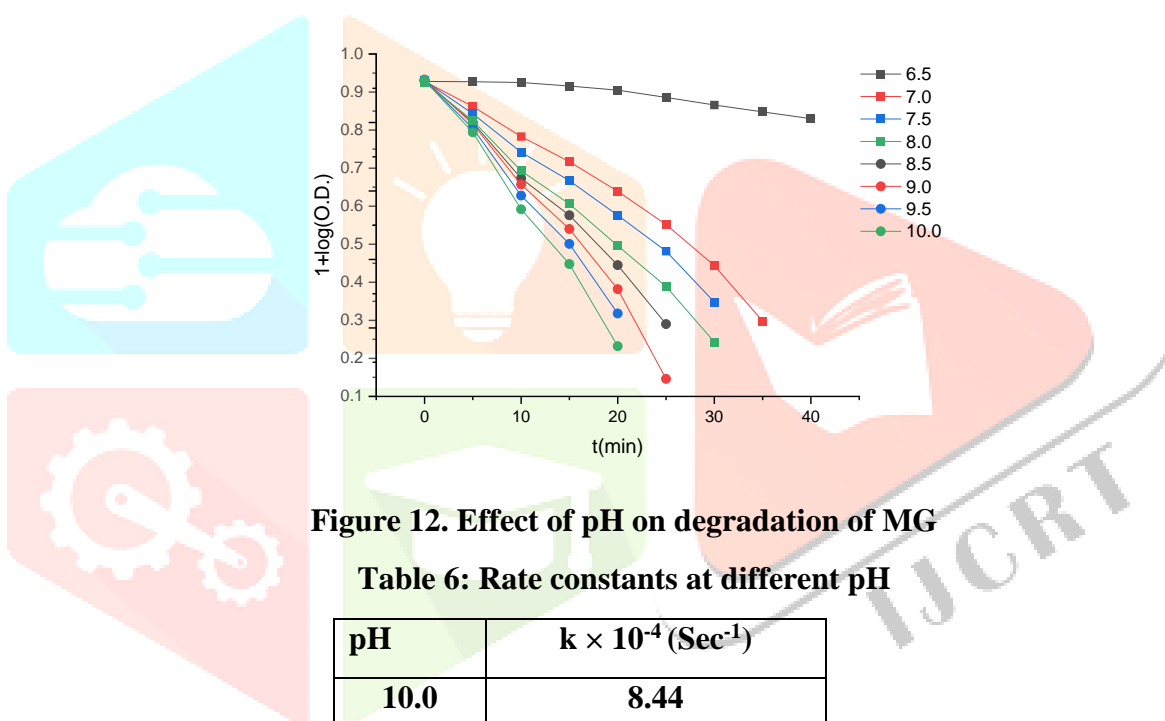 1.0
0.9
0.8
0.7
0.6
0.5
0.4
0.3
0.2
0.1
1+log(O.D.)
0 10 20 30 40
t(min)
6.5
7.0
7.5
8.0
8.5
9.0
9.5
10.0
Figure 12. Effect of pH on degradation of MG
Table 6: Rate constants at different pH
pH k × 10⁻⁴ (Sec⁻¹)
10.0 8.44
IJCRT